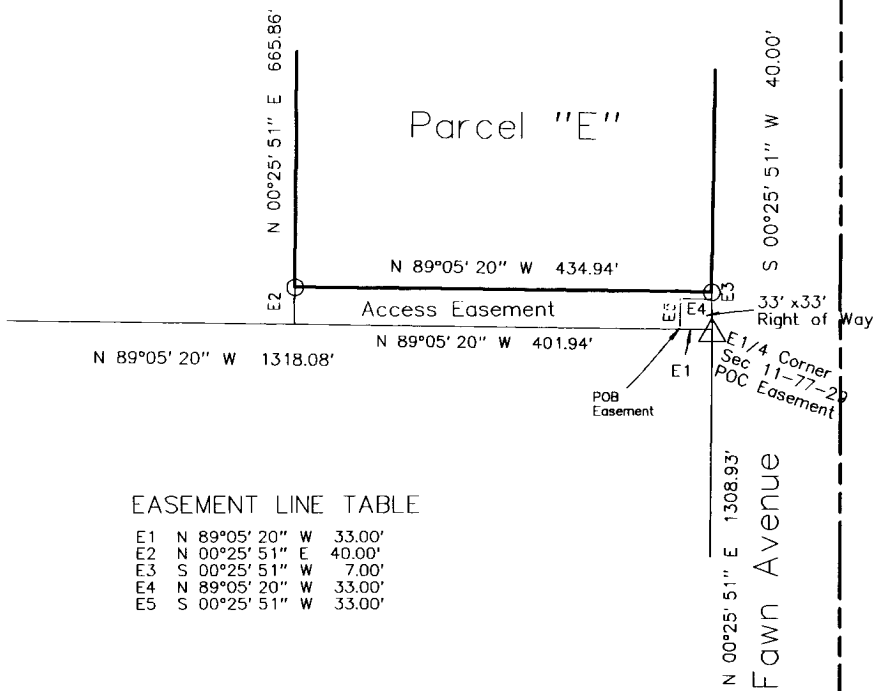 N 00°25'51" E 665.86'
Parcel "E"
S 00°25'51" W 40.00'
N 89°05'20" W 434.94'
E2
Access Easement
E5
E4
E3
33' x33'
Right of Way
N 89°05'20" W 1318.08'
N 89°05'20" W 401.94'
E1
E1/4 Corner
Sec 11-77-29
POC Easement
POB
Easement
EASEMENT LINE TABLE
E1 N 89°05'20" W 33.00'
E2 N 00°25'51" E 40.00'
E3 S 00°25'51" W 7.00'
E4 N 89°05'20" W 33.00'
E5 S 00°25'51" W 33.00'
N 00°25'51" E 1308.93'
Fawn Avenue